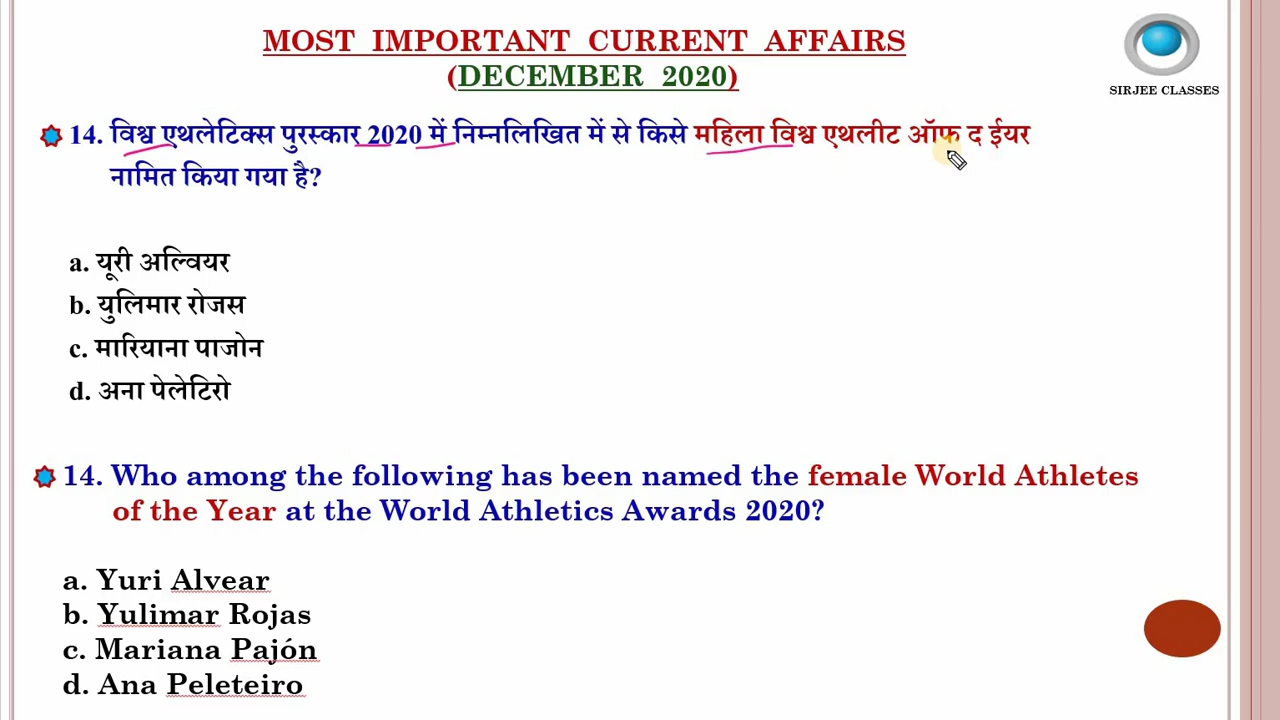 MOST IMPORTANT CURRENT AFFAIRS
(DECEMBER 2020)
SIRJEE CLASSES
14. विश्व एथलेटिक्स पुरस्कार 2020 में निम्नलिखित में से किसे महिला विश्व एथलीट ऑफ द ईयर
नामित किया गया है?
a. यूरी अल्वियर
b. युलिमार रोजस
c. मारियाना पाजोन
d. अना पेलेटिरो
14. Who among the following has been named the female World Athletes
of the Year at the World Athletics Awards 2020?
a. Yuri Alvear
b. Yulimar Rojas
c. Mariana Pajón
d. Ana Peleteiro